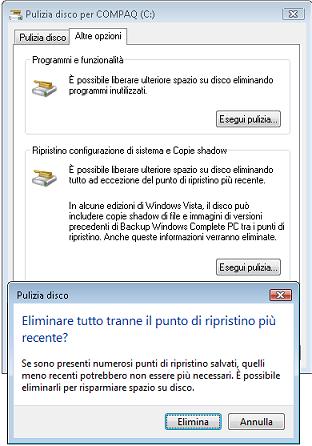 Pulizia disco per COMPAQ (C:)
Pulizia disco
Altre opzioni
Programmi e funzionalità
È possibile liberare ulteriore spazio su disco eliminando
programmi inutilizzati.
Esegui pulizia...
Ripristino configurazione di sistema e Copie shadow
È possibile liberare ulteriore spazio su disco eliminando
tutto ad eccezione del punto di ripristino più recente.
In alcune edizioni di Windows Vista, il disco può
includere copie shadow di file e immagini di versioni
precedenti di Backup Windows Complete PC tra i punti di
ripristino. Anche queste informazioni verranno eliminate.
Esegui pulizia...
Pulizia disco
Eliminare tutto tranne il punto di ripristino più
recente?
Se sono presenti numerosi punti di ripristino salvati, quelli
meno recenti potrebbero non essere più necessari. È possibile
eliminarli per risparmiare spazio su disco.
Elimina
Annulla